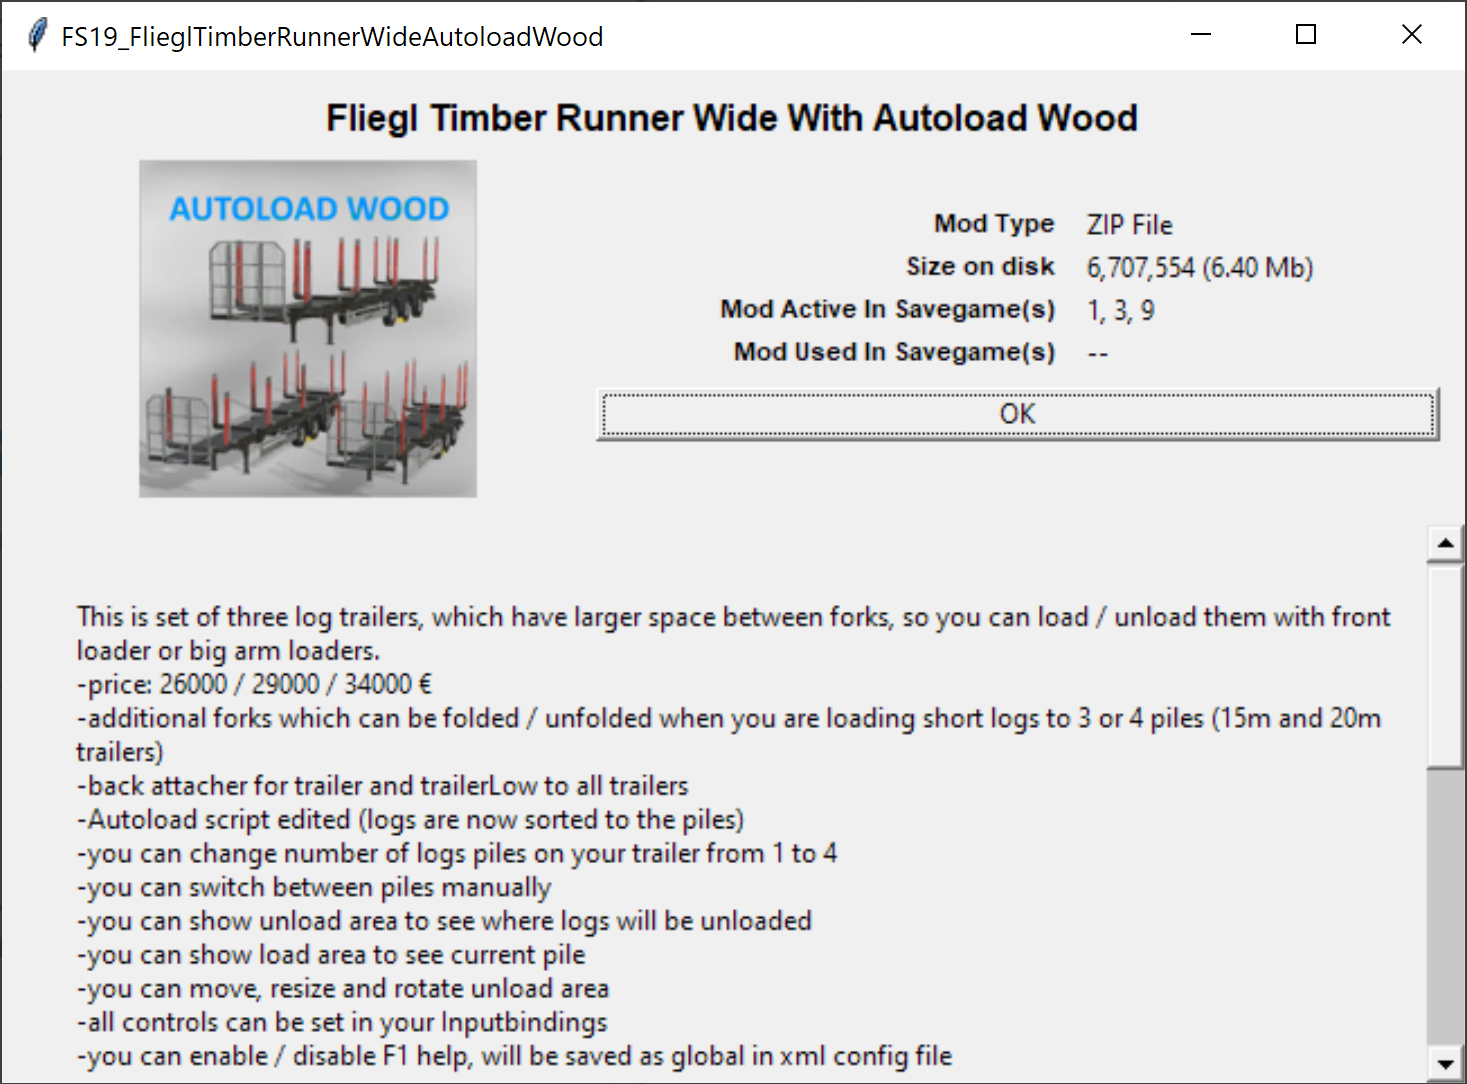 FS19_FlieglTimberRunnerWideAutoloadWood
Fliegl Timber Runner Wide With Autoload Wood
AUTOLOAD WOOD
Mod Type ZIP File
Size on disk 6,707,554 (6.40 Mb)
Mod Active In Savegame(s) 1, 3, 9
Mod Used In Savegame(s) --
OK
This is set of three log trailers, which have larger space between forks, so you can load / unload them with front
loader or big arm loaders.
-price: 26000 / 29000 / 34000 €
-additional forks which can be folded / unfolded when you are loading short logs to 3 or 4 piles (15m and 20m
trailers)
-back attacher for trailer and trailerLow to all trailers
-Autoload script edited (logs are now sorted to the piles)
-you can change number of logs piles on your trailer from 1 to 4
-you can switch between piles manually
-you can show unload area to see where logs will be unloaded
-you can show load area to see current pile
-you can move, resize and rotate unload area
-all controls can be set in your Inputbindings
-you can enable / disable F1 help, will be saved as global in xml config file